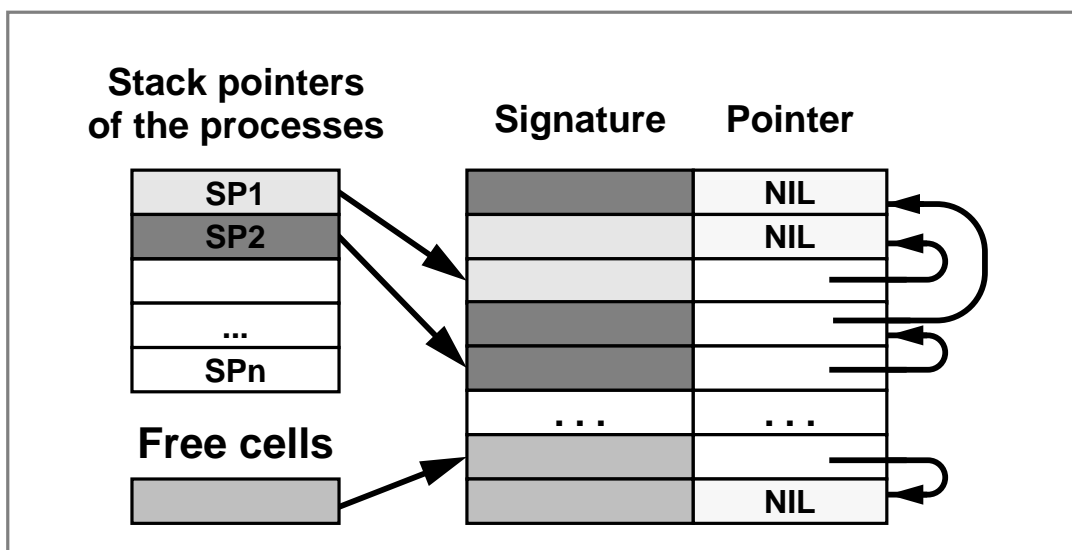 Stack pointers
of the processes
Signature Pointer
SP1
SP2
...
SPn
NIL
NIL
. . . . . .
NIL
Free cells